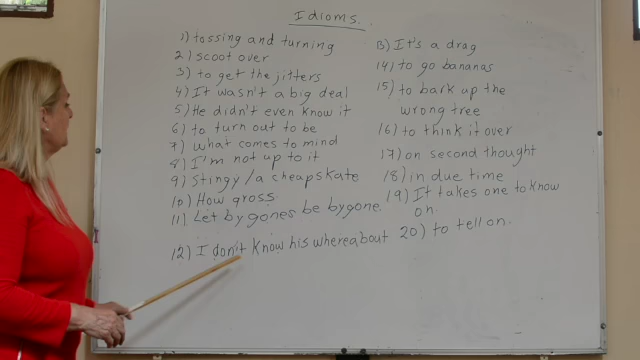 Idioms.
1) tossing and turning
2) scoot over
3) to get the jitters
4) It wasn't a big deal
5) He didn't even know it
6) to turn out to be
7) what comes to mind
8) I'm not up to it
9) Stingy / a cheapskate
10) How gross.
11) Let by gones be bygone.
12) I don't know his whereabout
B) It's a drag
14) to go bananas
15) to bark up the
wrong tree
16) to think it over
17) on second thought
18) in due time
19) It takes one to know
on.
20) to tell on.